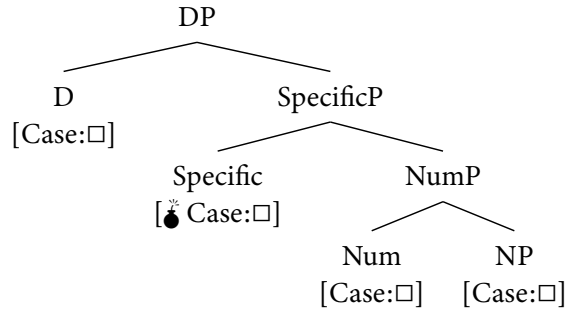 DP
D SpecificP
[Case:□]
Specific NumP
[💣Case:□]
Num NP
[Case:□] [Case:□]